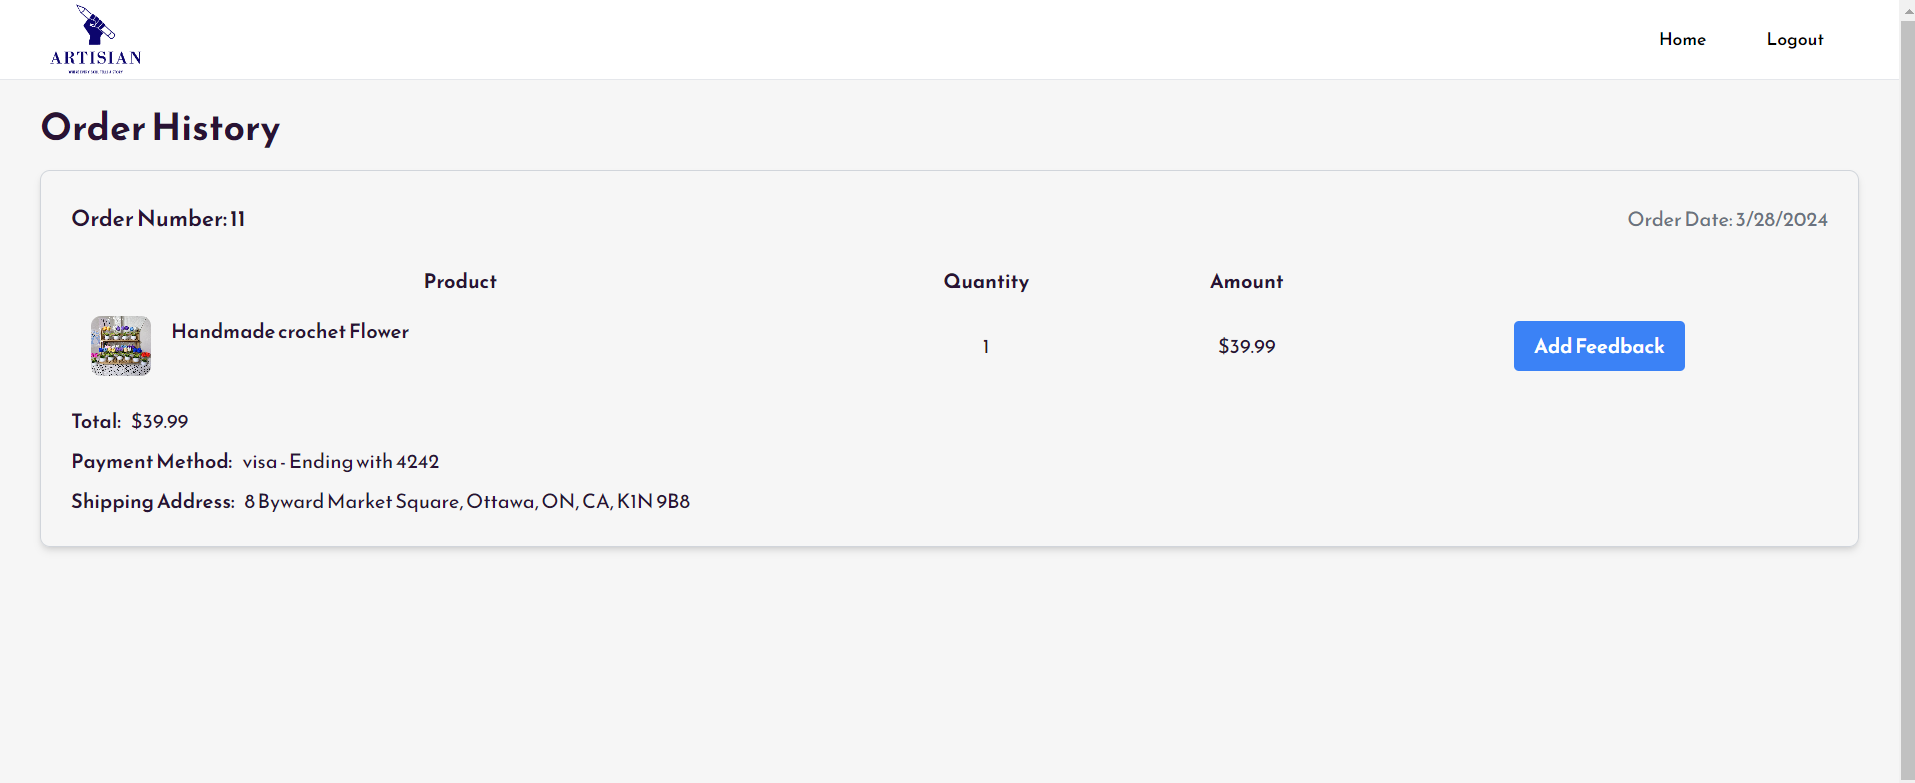 ARTISIAN
Home
Logout
Order History
Order Number: 11
Order Date: 3/28/2024
Product
Quantity
Amount
Handmade crochet Flower
1
$39.99
Add Feedback
Total: $39.99
Payment Method: visa - Ending with 4242
Shipping Address: 8 Byward Market Square, Ottawa, ON, CA, K1N 9B8